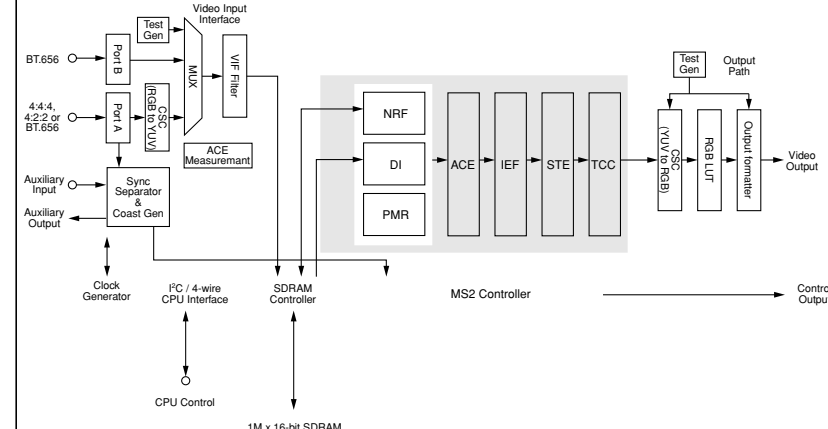 Video Input
Interface
Test
Gen
BT.656
Port B
MUX
VIF Filter
4:4:4,
4:2:2 or
BT.656
Port A
CSC
(RGB to YUV)
ACE
Measuremant
Auxiliary
Input
Auxiliary
Output
Sync
Separator
&
Coast Gen
NRF
DI
PMR
ACE
IEF
STE
TCC
Test
Gen
Output
Path
CSC
(YUV to RGB)
RGB LUT
Output formatter
Video
Output
Clock
Generator
I²C / 4-wire
CPU Interface
SDRAM
Controller
MS2 Controller
Control
Output
CPU Control
1M x 16-bit SDRAM